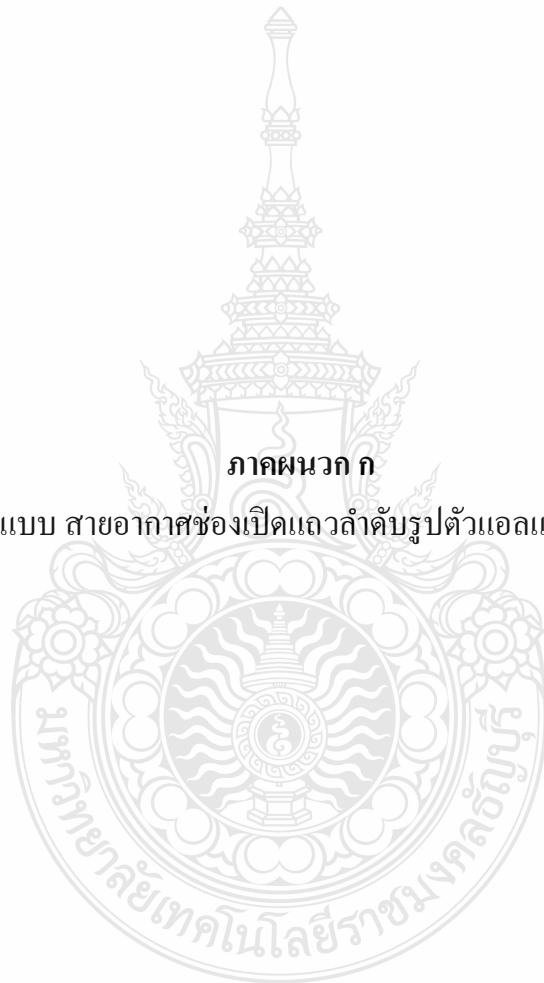 ภาคผนวก ก
แบบ สายอากาศช่องเปิดแถวลำดับรูปตัวแอลแ
มหาวิทยาลัยเทคโนโลยีราชมงคลธัญบุรี